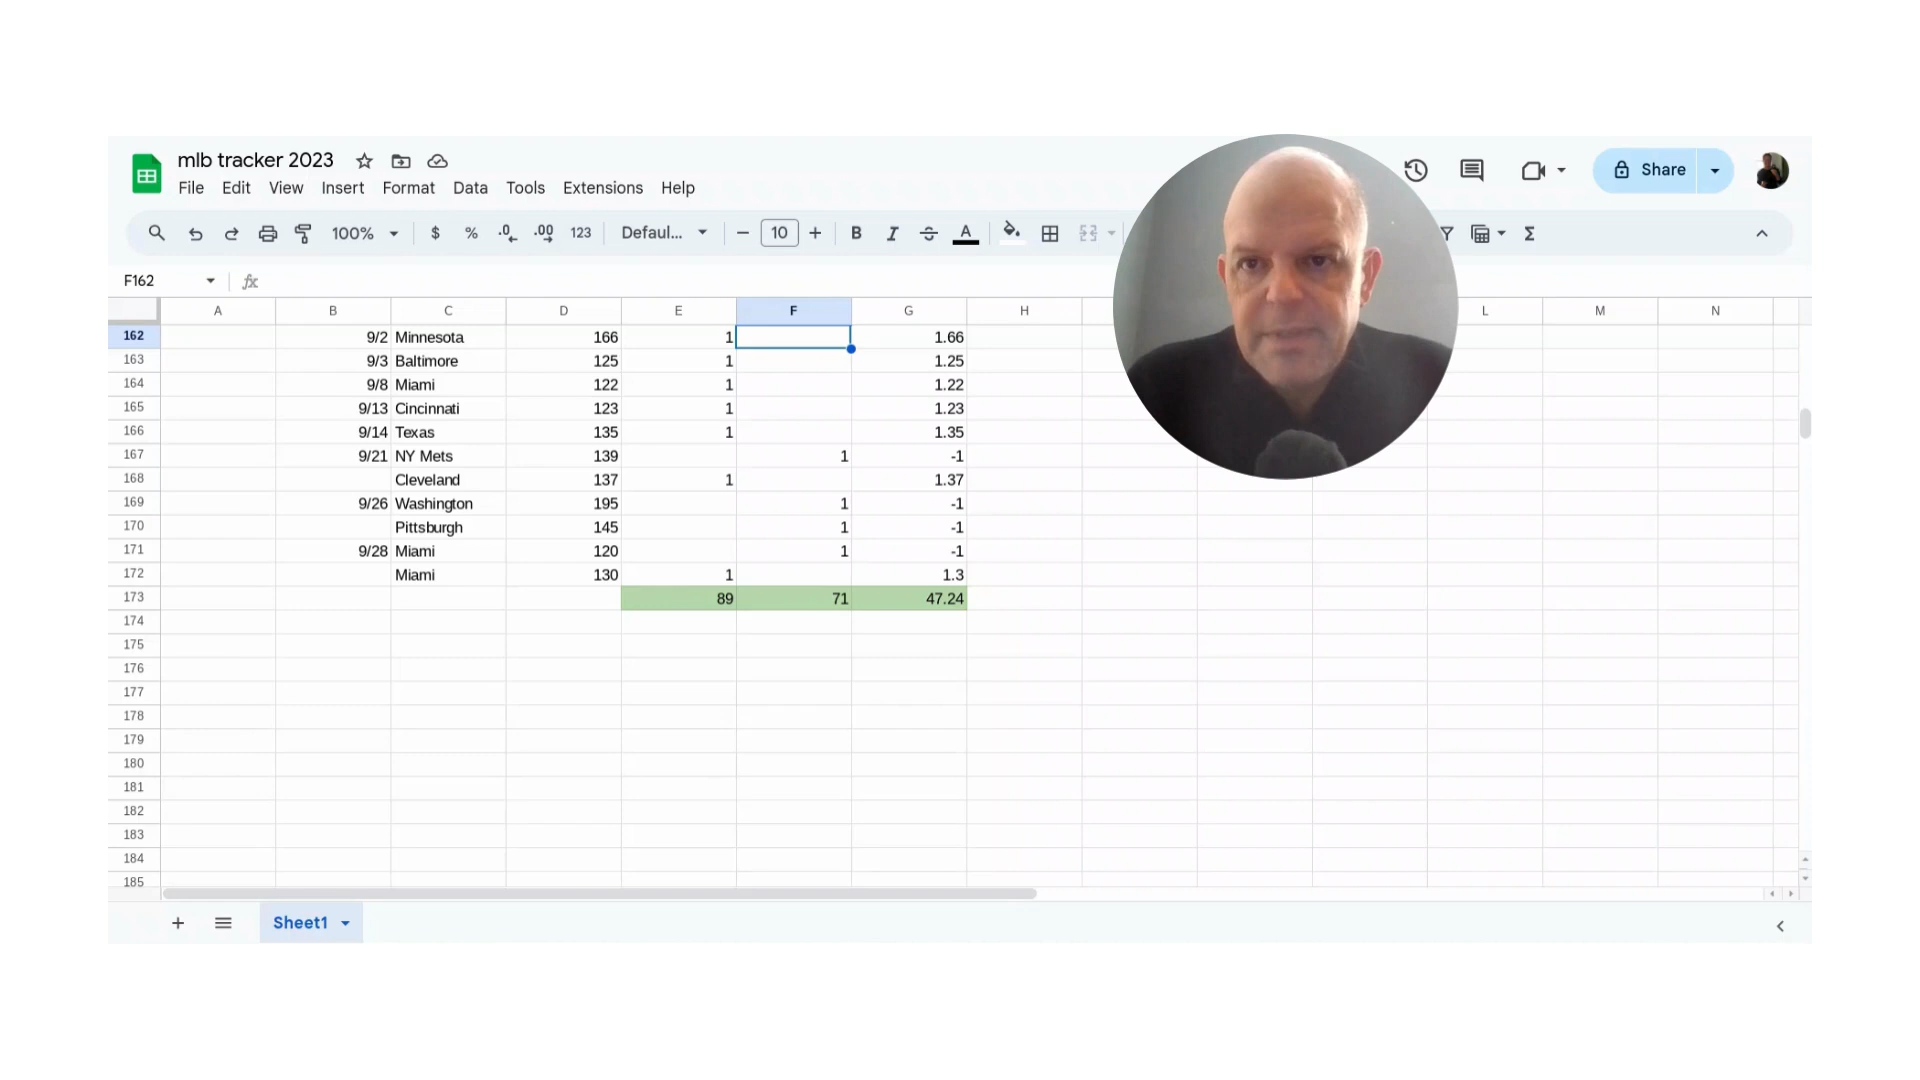 mlb tracker 2023
File Edit View Insert Format Data Tools Extensions Help
Share
100% $ % .0 .00 123 Defaul... 10 B I A Σ
F162 fx
A B C D E F G H L M N
162 9/2 Minnesota 166 1 1.66
163 9/3 Baltimore 125 1 1.25
164 9/8 Miami 122 1 1.22
165 9/13 Cincinnati 123 1 1.23
166 9/14 Texas 135 1 1.35
167 9/21 NY Mets 139 1 -1
168 Cleveland 137 1 1.37
169 9/26 Washington 195 1 -1
170 Pittsburgh 145 1 -1
171 9/28 Miami 120 1 -1
172 Miami 130 1 1.3
173 89 71 47.24
174
175
176
177
178
179
180
181
182
183
184
185
Sheet1